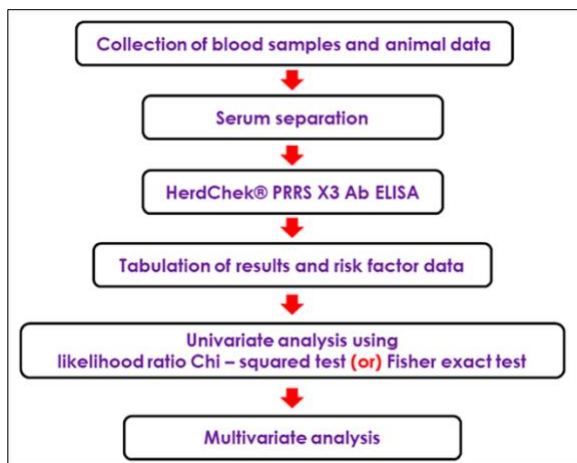 Collection of blood samples and animal data
Serum separation
HerdChek® PRRS X3 Ab ELISA
Tabulation of results and risk factor data
Univariate analysis using
likelihood ratio Chi – squared test (or) Fisher exact test
Multivariate analysis